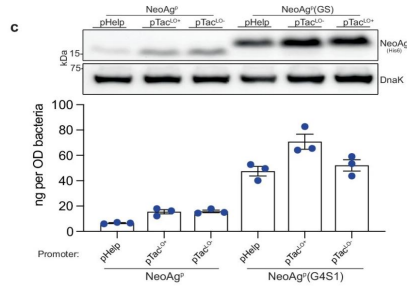 c
NeoAgᵖ NeoAgᵖ(GS)
pHelp pTacᴸᴼ⁺ pTacᴸᴼ⁻ pHelp pTacᴸᴼ⁻ pTacᴸᴼ⁺
kDa
15
NeoAg
(His6)
75
DnaK
ng per OD bacteria
100
80
60
40
20
0
Promoter: pHelp pTacᴸᴼ⁺ pTacᴸᴼ⁻ pHelp pTacᴸᴼ⁺ pTacᴸᴼ⁻
NeoAgᵖ NeoAgᵖ(G4S1)